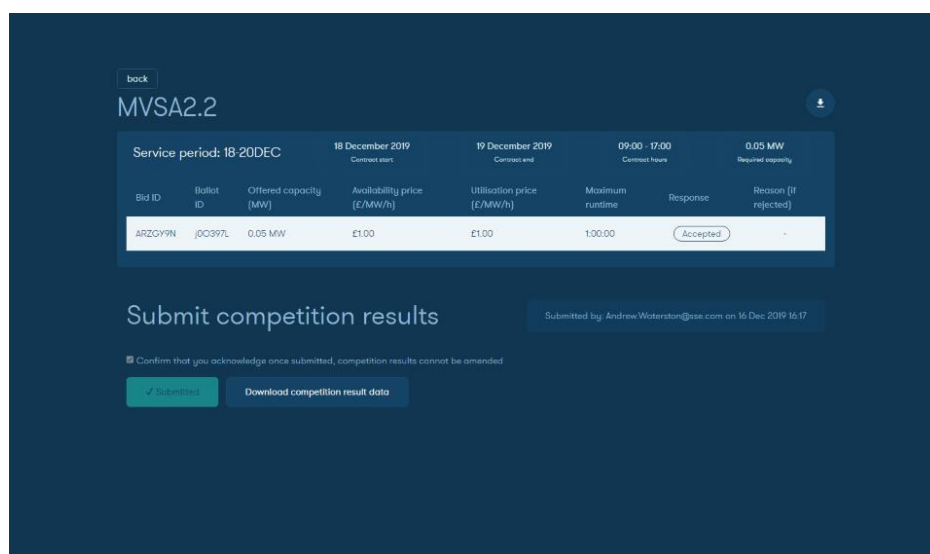 back
MVSA2.2
Service period: 18-20DEC
18 December 2019
Contract start
19 December 2019
Contract end
09:00 - 17:00
Contract hours
0.05 MW
Required capacity
Bid ID
Ballot ID
Offered capacity (MW)
Availability price (£/MW/h)
Utilisation price (£/MW/h)
Maximum runtime
Response
Reason (if rejected)
ARZGY9N j0O397L 0.05 MW £1.00 £1.00 1:00:00 Accepted -
Submit competition results
Submitted by: Andrew.Waterston@sse.com on 16 Dec 2019 16:17
Confirm that you acknowledge once submitted, competition results cannot be amended
✓ Submitted
Download competition result data